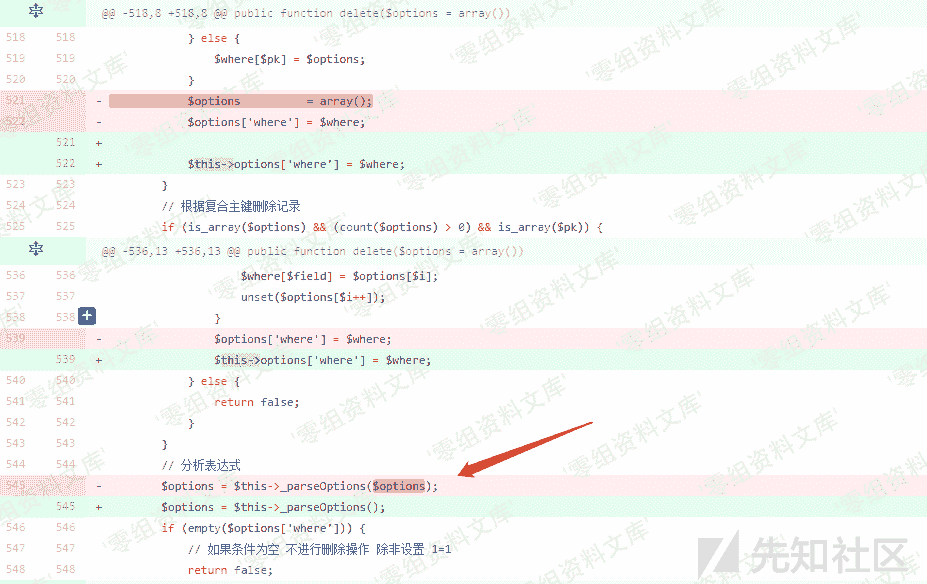 @@ -518,8 +518,8 @@ public function delete($options = array())
518 518 } else {
519 519 $where[$pk] = $options;
520 520 }
521 - $options = array();
522 - $options['where'] = $where;
521 +
522 + $this->options['where'] = $where;
523 523 }
524 524 // 根据复合主键删除记录
525 525 if (is_array($options) && (count($options) > 0) && is_array($pk)) {
@@ -536,13 +536,13 @@ public function delete($options = array())
536 536 $where[$field] = $options[$i];
537 537 unset($options[$i++]);
538 538 }
539 - $options['where'] = $where;
539 + $this->options['where'] = $where;
540 540 } else {
541 541 return false;
542 542 }
543 543 }
544 544 // 分析表达式
545 - $options = $this->_parseOptions($options);
545 + $options = $this->_parseOptions();
546 546 if (empty($options['where'])) {
547 547 // 如果条件为空 不进行删除操作 除非设置 1=1
548 548 return false;
零组资料文库
先知社区